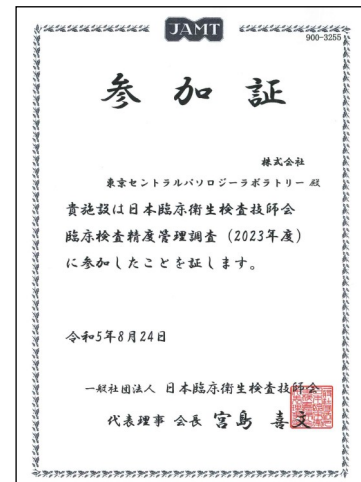 JAMT
900-3255
参加証
株式会社
東京セントラルパソロジーラボラトリー 殿
貴施設は日本臨床衛生検査技師会
臨床検査精度管理調査(2023年度)
に参加したことを証します。
令和5年8月24日
一般社団法人 日本臨床衛生検査技師会
代表理事 会長 宮島 喜文